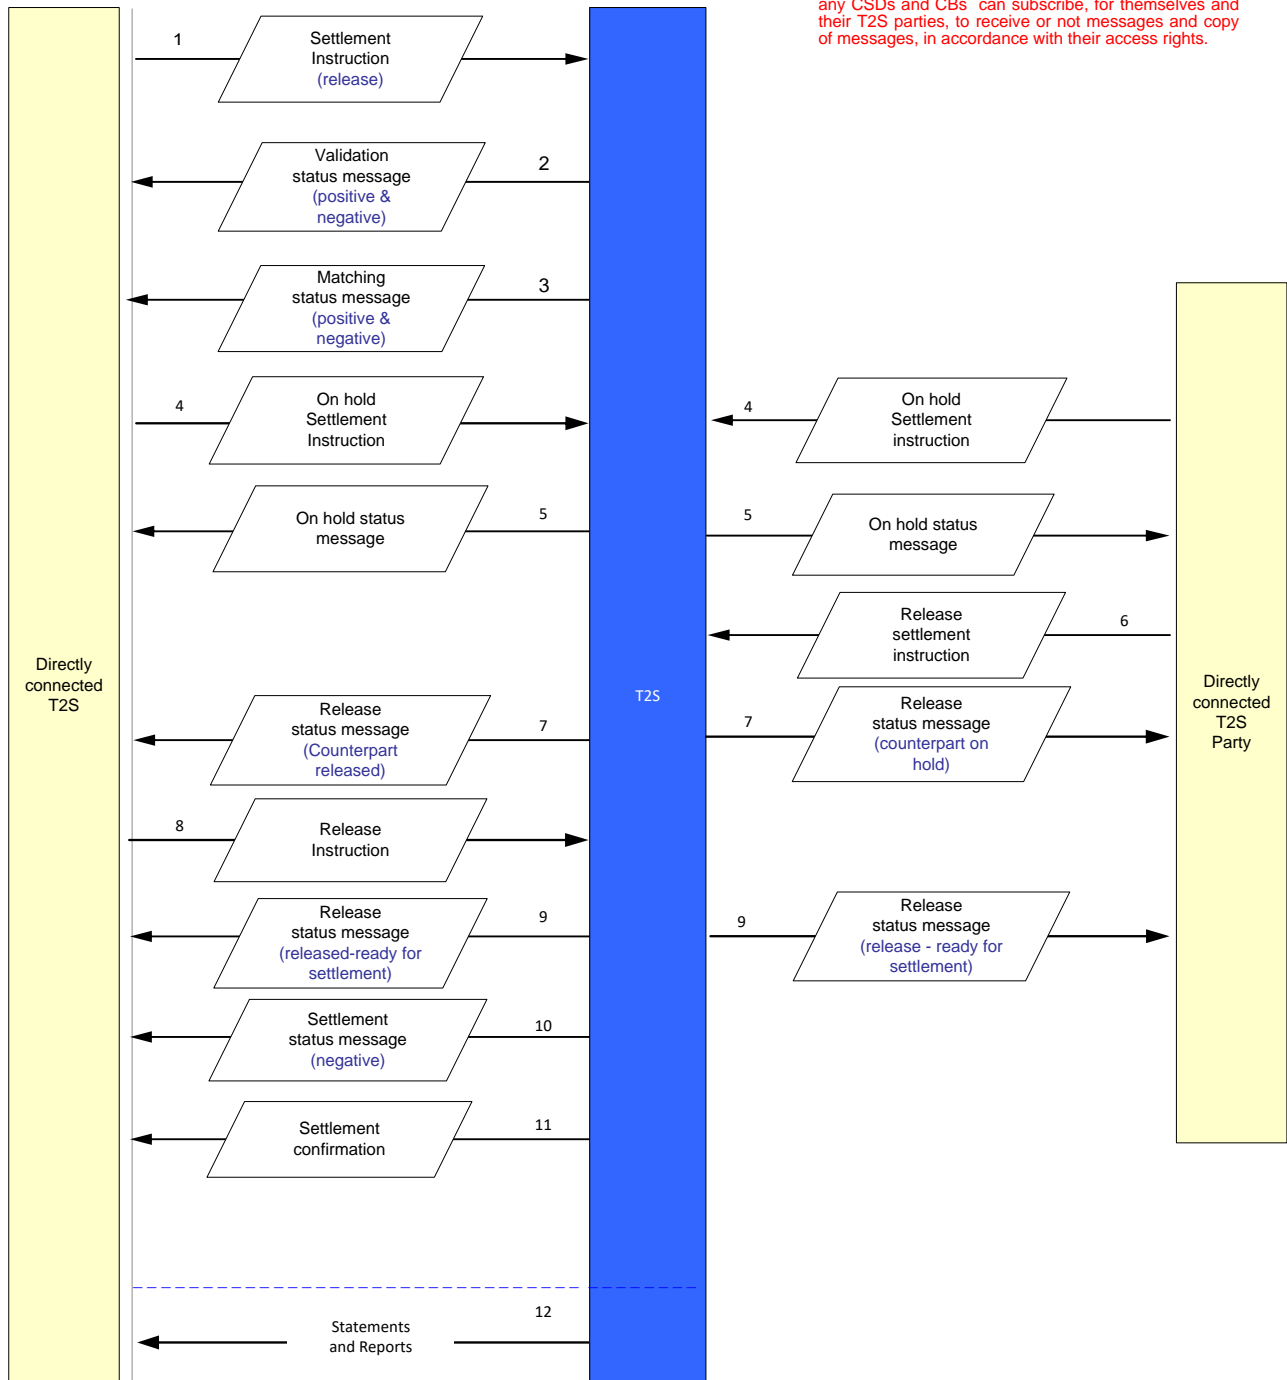 any CSDs and CBs can subscribe, for themselves and
their T2S parties, to receive or not messages and copy
of messages, in accordance with their access rights.
1
Settlement
Instruction
(release)
Validation
status message
(positive &
negative)
2
Matching
status message
(positive &
negative)
3
4
On hold
Settlement
Instruction
4
On hold
Settlement
instruction
On hold status
message
5
5
On hold status
message
Release
settlement
instruction
6
Directly
connected
T2S
T2S
Directly
connected
T2S
Party
Release
status message
(Counterpart
released)
7
7
Release
status message
(counterpart on
hold)
8
Release
Instruction
Release
status message
(released-ready for
settlement)
9
9
Release
status message
(release - ready for
settlement)
Settlement
status message
(negative)
10
Settlement
confirmation
11
12
Statements
and Reports